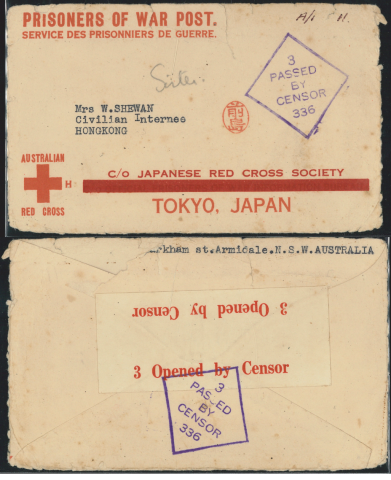 PRISONERS OF WAR POST.
SERVICE DES PRISONNIERS DE GUERRE.
3
PASSED
BY
CENSOR
336
Mrs W.SHEWAN
Civilian Internee
HONGKONG
AUSTRALIAN
H
RED CROSS
C/O JAPANESE RED CROSS SOCIETY
TOKYO, JAPAN
St.Armidale.N.S.W.AUSTRALIA
3 Opened by Censor
3 Opened by Censor
3
PASSED
BY
CENSOR
336